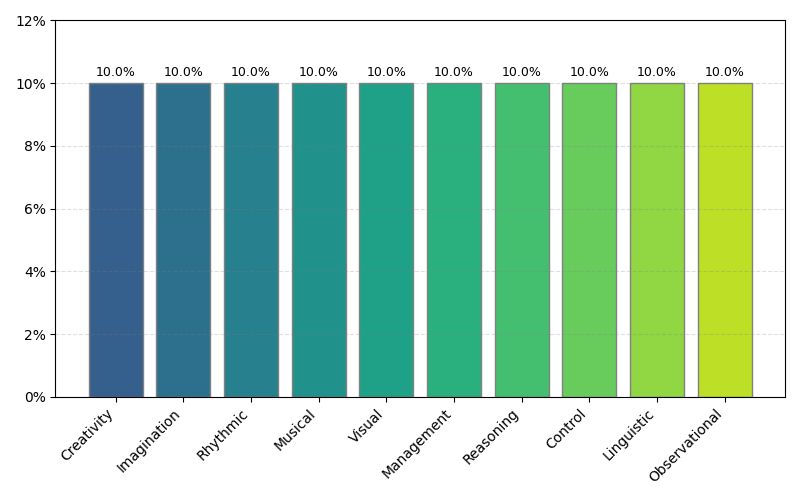 12%
10%
8%
6%
4%
2%
0%
10.0% 10.0% 10.0% 10.0% 10.0% 10.0% 10.0% 10.0% 10.0% 10.0%
Creativity
Imagination
Rhythmic
Musical
Visual
Management
Reasoning
Control
Linguistic
Observational